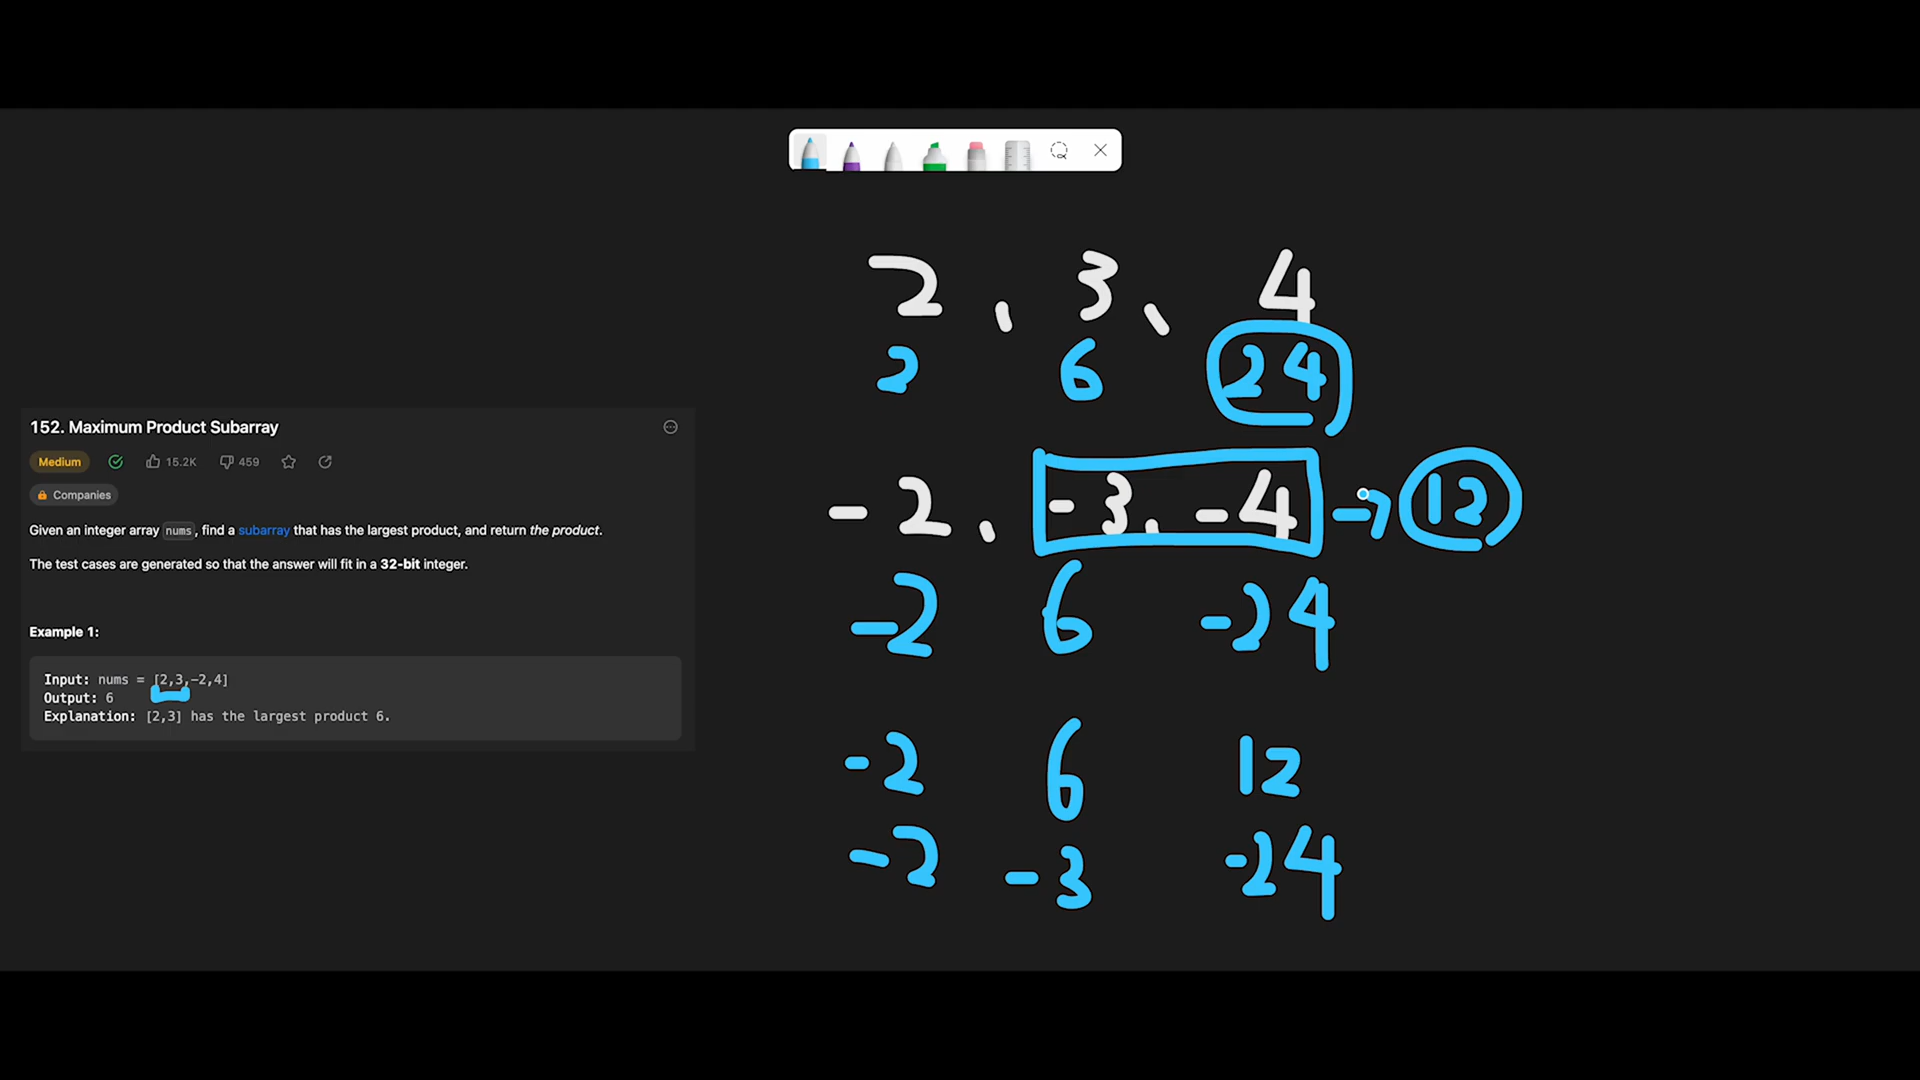 152. Maximum Product Subarray
Medium 15.2K 459
Companies
Given an integer array nums, find a subarray that has the largest product, and return the product.
The test cases are generated so that the answer will fit in a 32-bit integer.
Example 1:
Input: nums = [2,3,-2,4]
Output: 6
Explanation: [2,3] has the largest product 6.
2, 3, 4
2 6 24
-2, -3, -4 → 12
-2 6 -24
-2 6 12
-2 -3 -24